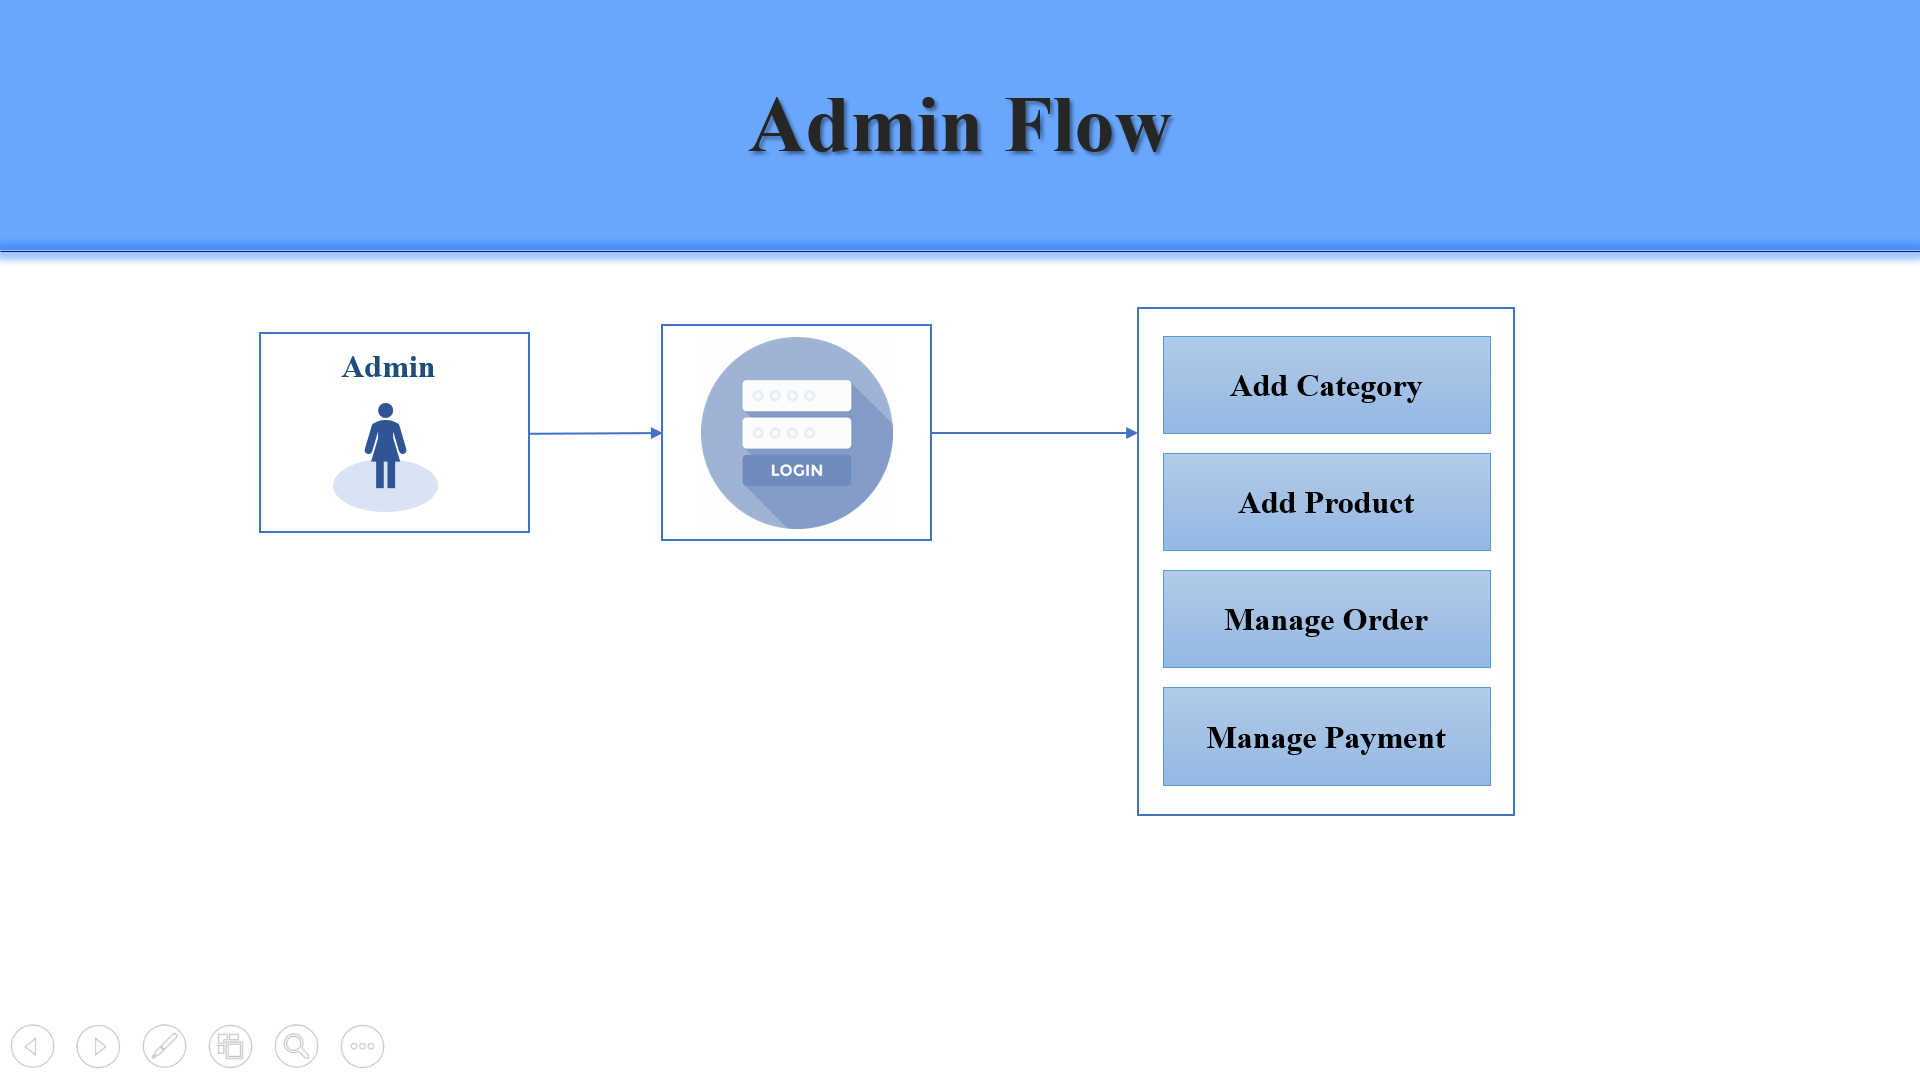 Admin Flow
Admin
LOGIN
Add Category
Add Product
Manage Order
Manage Payment